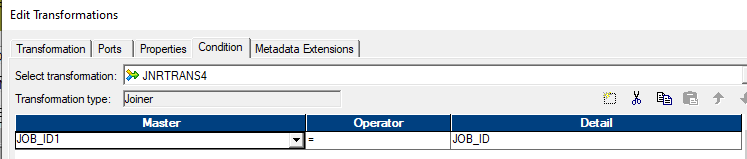 Edit Transformations
Transformation Ports Properties Condition Metadata Extensions
Select transformation: JNRTRANS4
Transformation type: Joiner
Master Operator Detail
JOB_ID1 = JOB_ID